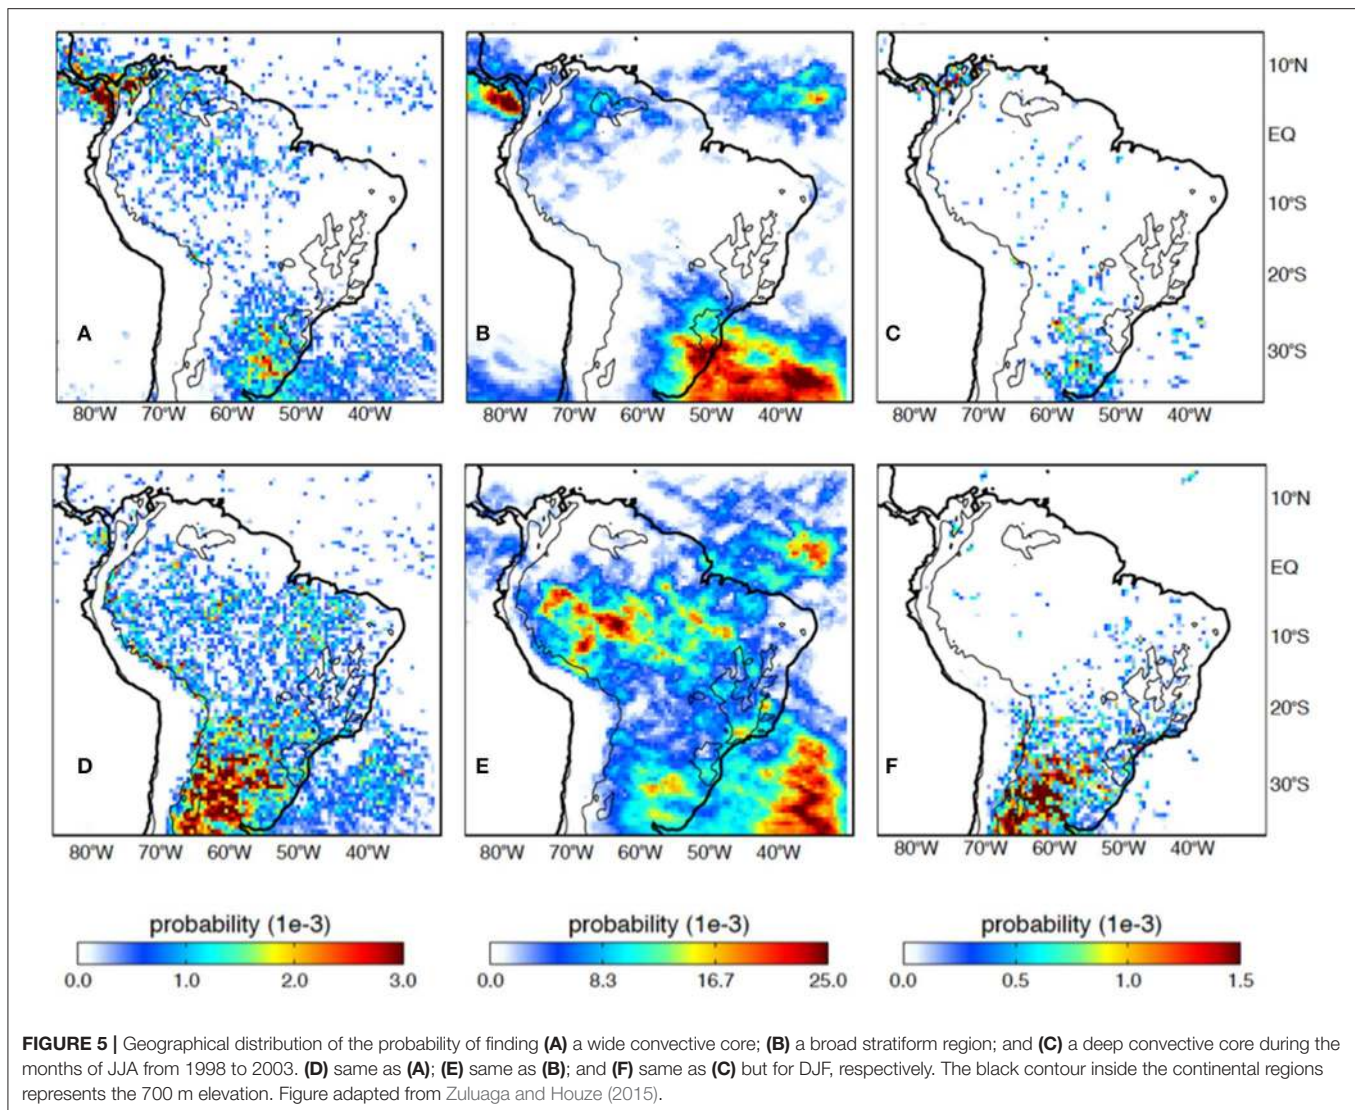 A
B
C
10°N
EQ
10°S
20°S
30°S
80°W 70°W 60°W 50°W 40°W
80°W 70°W 60°W 50°W 40°W
80°W 70°W 60°W 50°W 40°W
D
E
F
10°N
EQ
10°S
20°S
30°S
80°W 70°W 60°W 50°W 40°W
80°W 70°W 60°W 50°W 40°W
80°W 70°W 60°W 50°W 40°W
probability (1e-3)
0.0 1.0 2.0 3.0
probability (1e-3)
0.0 8.3 16.7 25.0
probability (1e-3)
0.0 0.5 1.0 1.5
FIGURE 5 | Geographical distribution of the probability of finding (A) a wide convective core; (B) a broad stratiform region; and (C) a deep convective core during the
months of JJA from 1998 to 2003. (D) same as (A); (E) same as (B); and (F) same as (C) but for DJF, respectively. The black contour inside the continental regions
represents the 700 m elevation. Figure adapted from Zuluaga and Houze (2015).